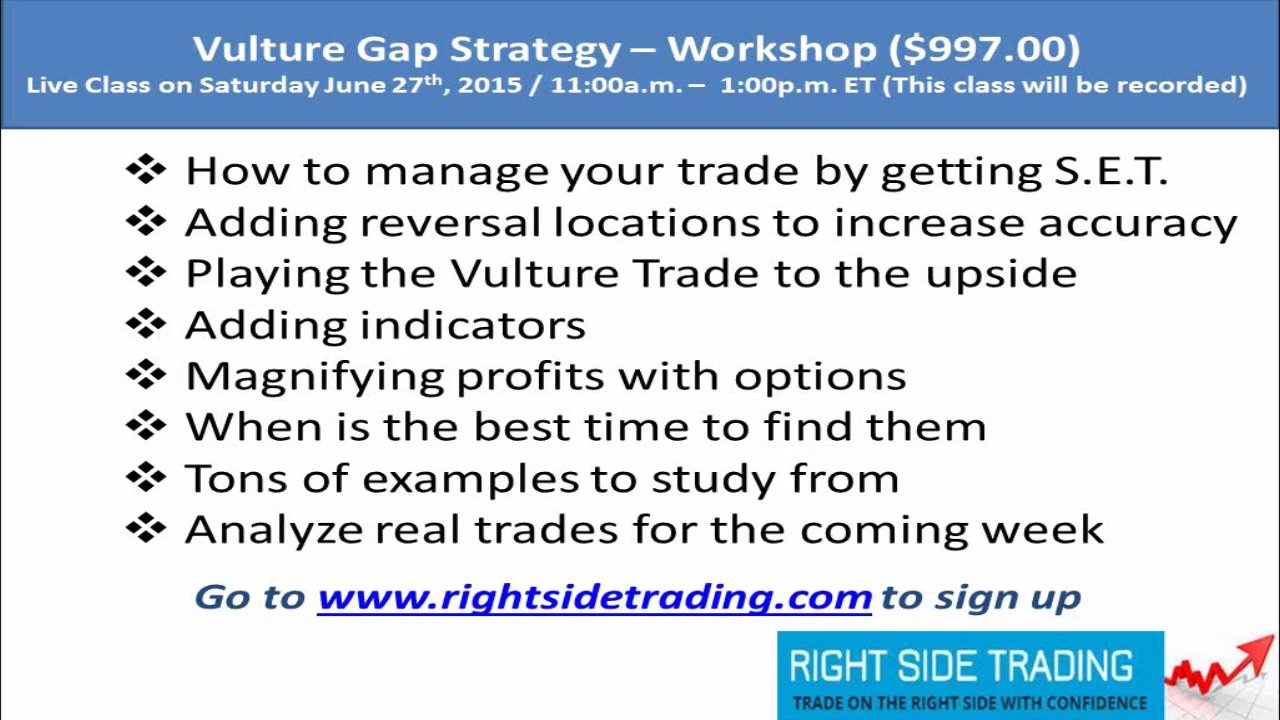 Vulture Gap Strategy – Workshop ($997.00)
Live Class on Saturday June 27th, 2015 / 11:00a.m. – 1:00p.m. ET (This class will be recorded)
❖ How to manage your trade by getting S.E.T.
❖ Adding reversal locations to increase accuracy
❖ Playing the Vulture Trade to the upside
❖ Adding indicators
❖ Magnifying profits with options
❖ When is the best time to find them
❖ Tons of examples to study from
❖ Analyze real trades for the coming week
Go to www.rightsidetrading.com to sign up
RIGHT SIDE TRADING
TRADE ON THE RIGHT SIDE WITH CONFIDENCE